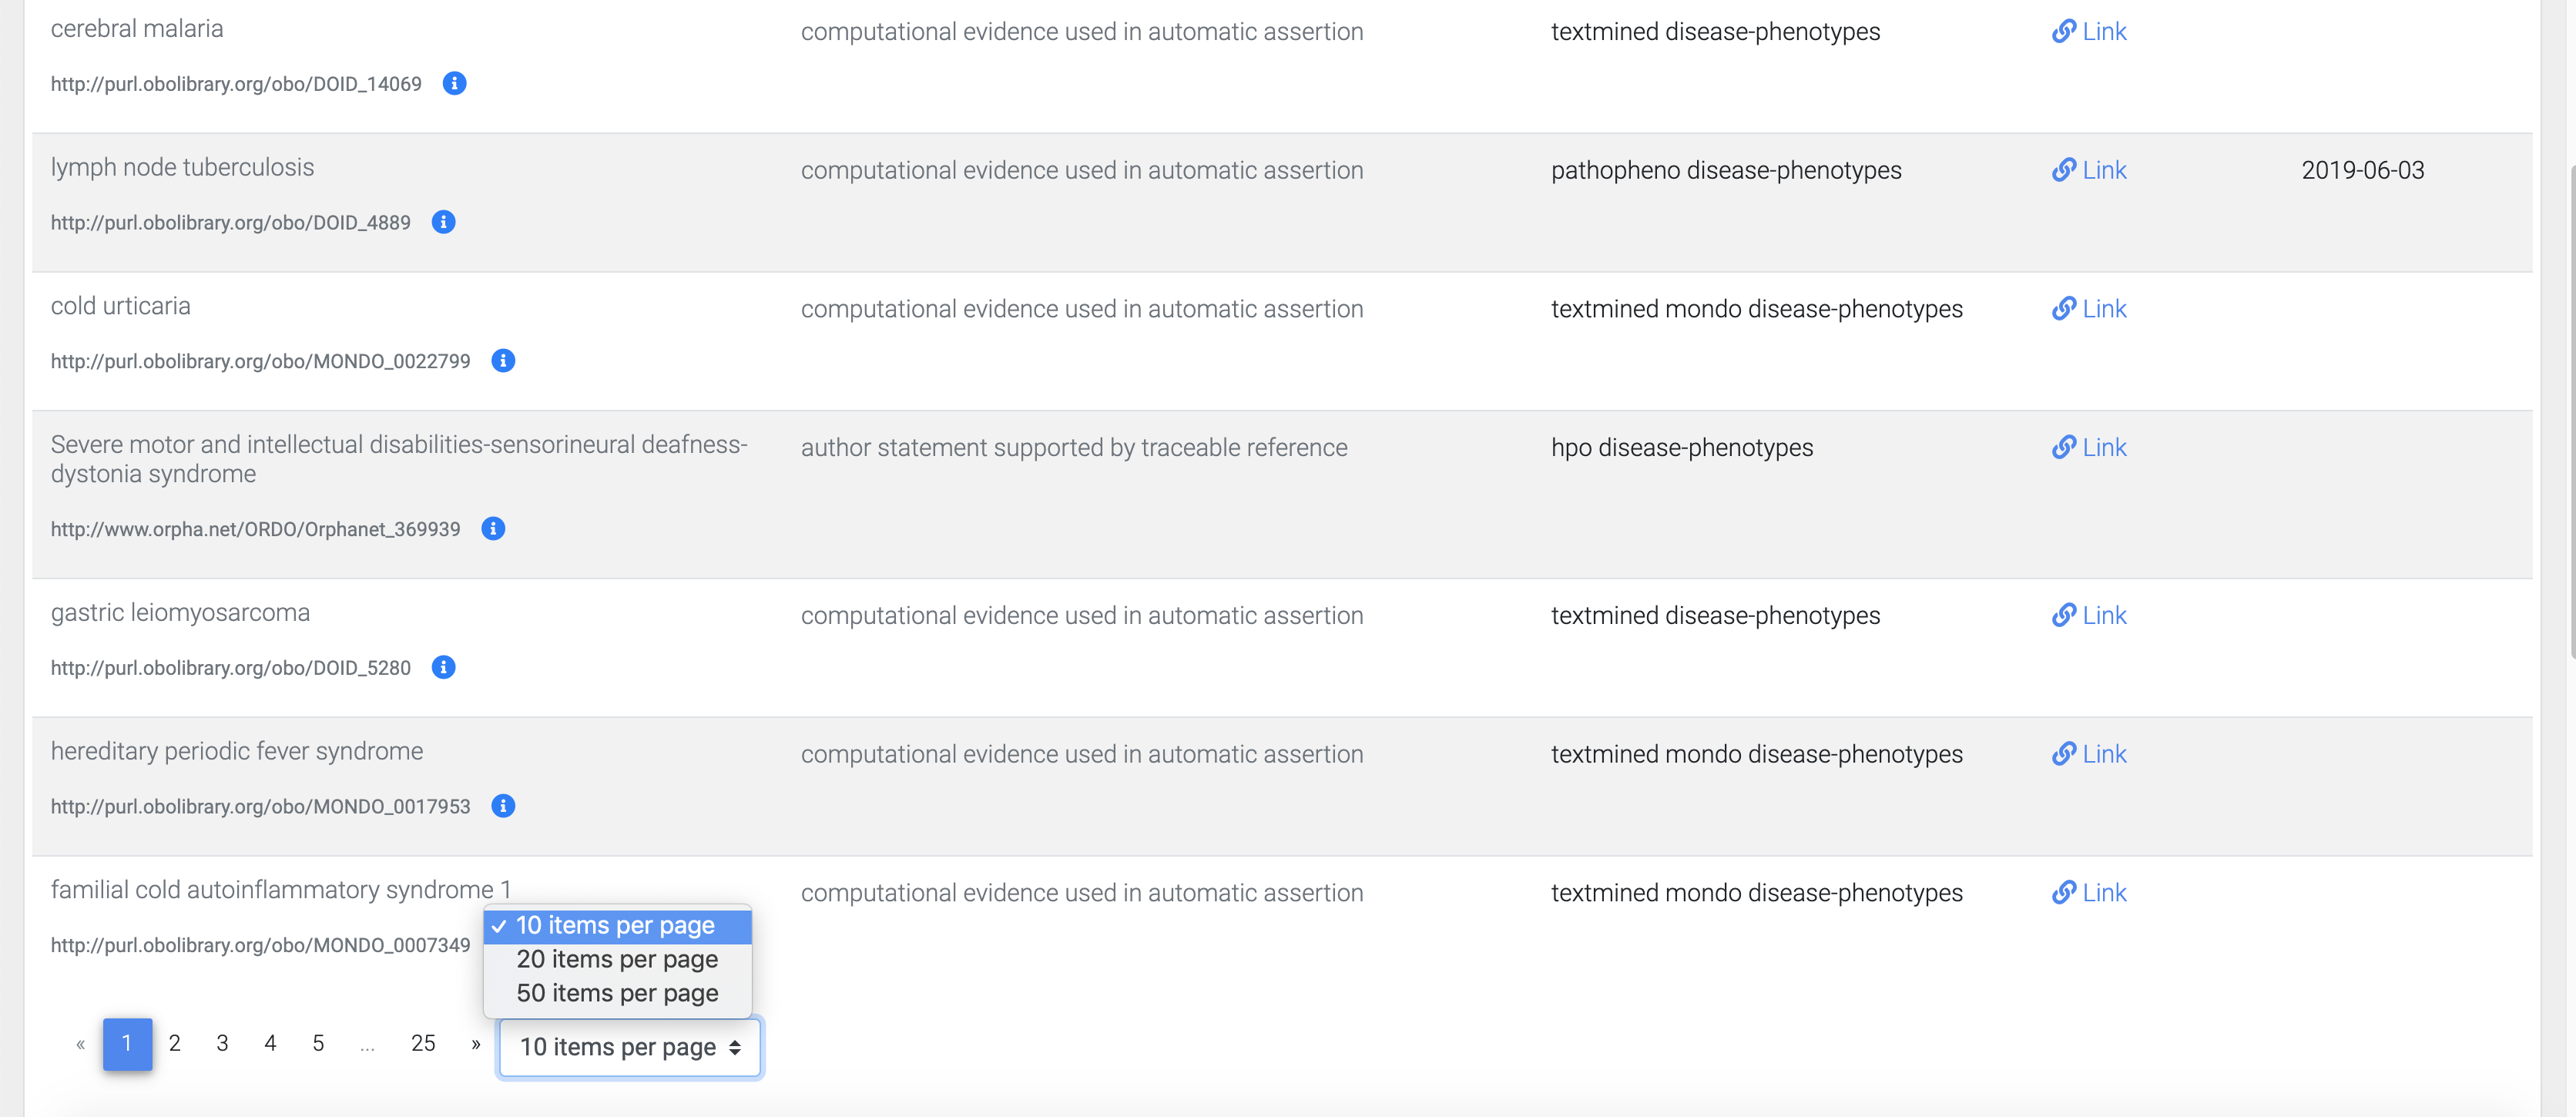 cerebral malaria computational evidence used in automatic assertion textmined disease-phenotypes Link
http://purl.obolibrary.org/obo/DOID_14069
lymph node tuberculosis computational evidence used in automatic assertion pathopheno disease-phenotypes Link 2019-06-03
http://purl.obolibrary.org/obo/DOID_4889
cold urticaria computational evidence used in automatic assertion textmined mondo disease-phenotypes Link
http://purl.obolibrary.org/obo/MONDO_0022799
Severe motor and intellectual disabilities-sensorineural deafness- author statement supported by traceable reference hpo disease-phenotypes Link
dystonia syndrome
http://www.orpha.net/ORDO/Orphanet_369939
gastric leiomyosarcoma computational evidence used in automatic assertion textmined disease-phenotypes Link
http://purl.obolibrary.org/obo/DOID_5280
hereditary periodic fever syndrome computational evidence used in automatic assertion textmined mondo disease-phenotypes Link
http://purl.obolibrary.org/obo/MONDO_0017953
familial cold autoinflammatory syndrome 1 computational evidence used in automatic assertion textmined mondo disease-phenotypes Link
http://purl.obolibrary.org/obo/MONDO_0007349
✓ 10 items per page
20 items per page
50 items per page
« 1 2 3 4 5 ... 25 » 10 items per page